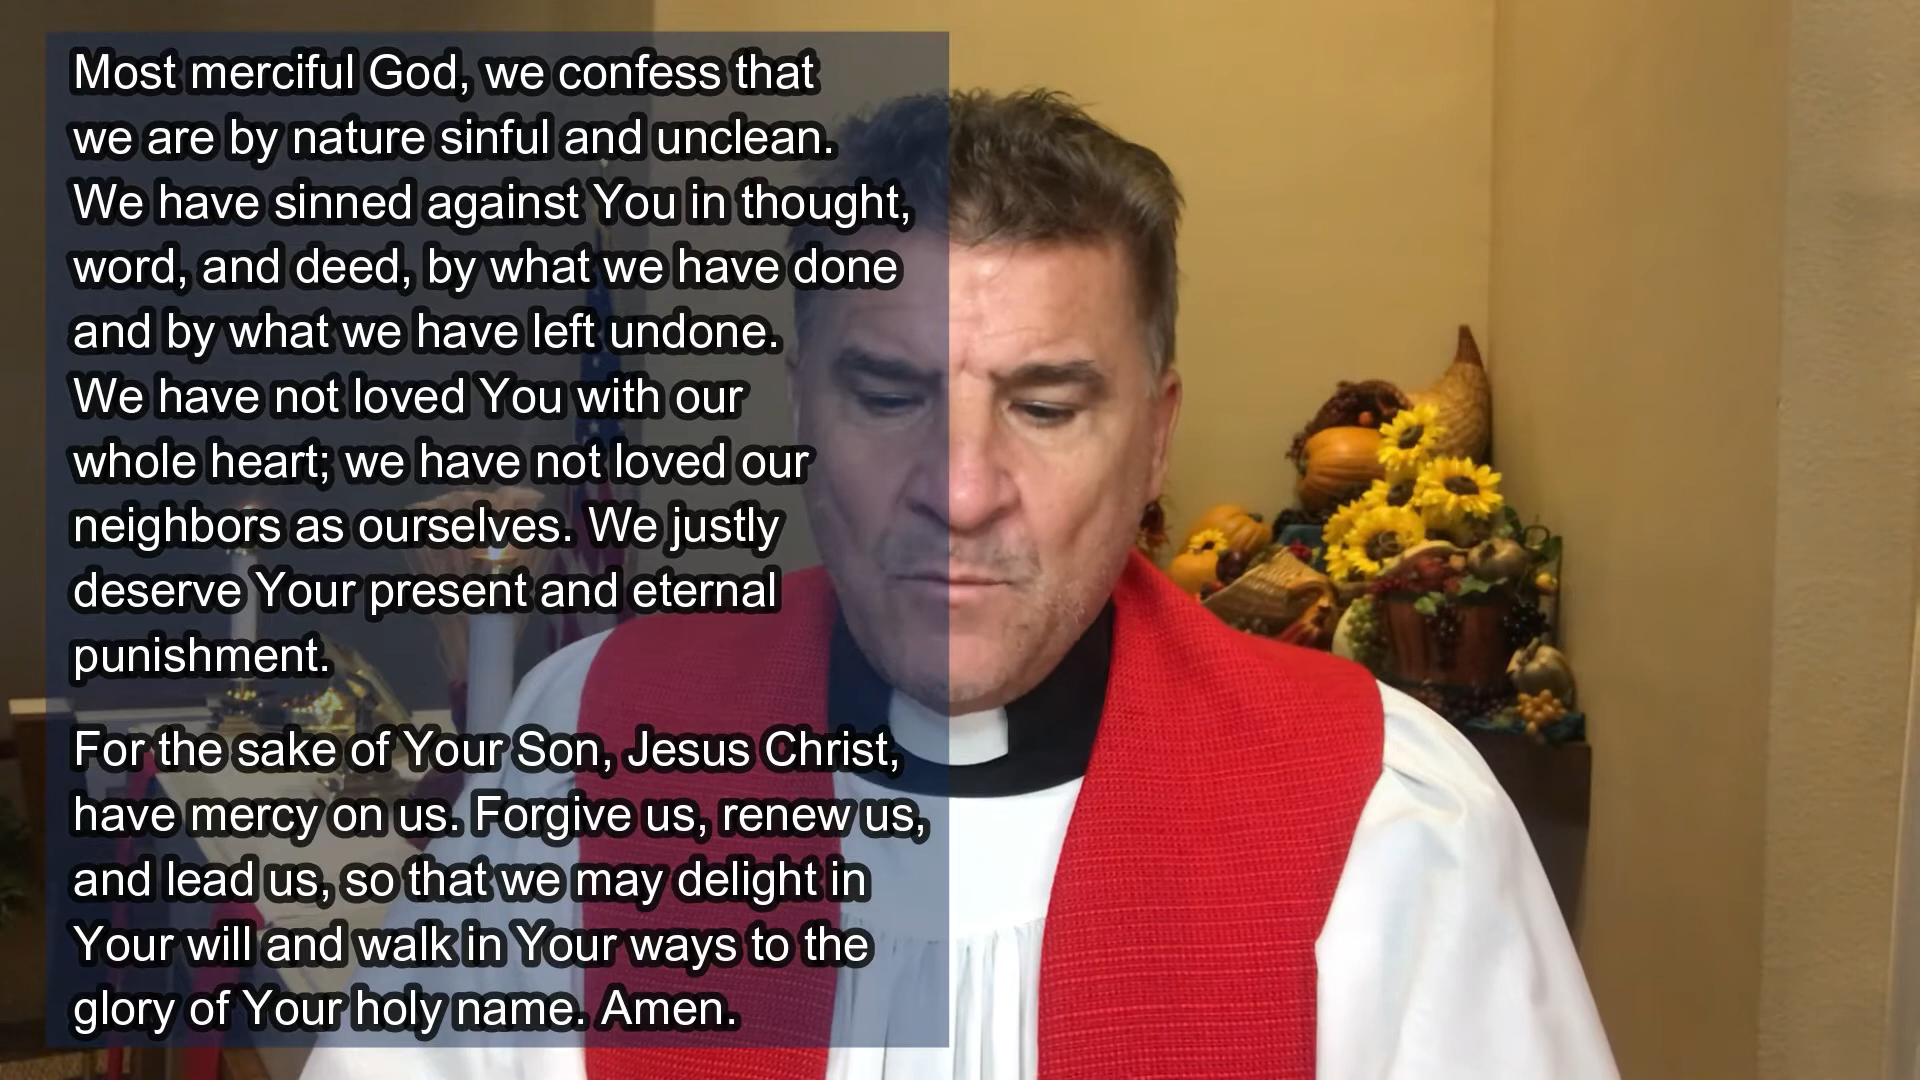 Most merciful God, we confess that
we are by nature sinful and unclean.
We have sinned against You in thought,
word, and deed, by what we have done
and by what we have left undone.
We have not loved You with our
whole heart; we have not loved our
neighbors as ourselves. We justly
deserve Your present and eternal
punishment.
For the sake of Your Son, Jesus Christ,
have mercy on us. Forgive us, renew us,
and lead us, so that we may delight in
Your will and walk in Your ways to the
glory of Your holy name. Amen.